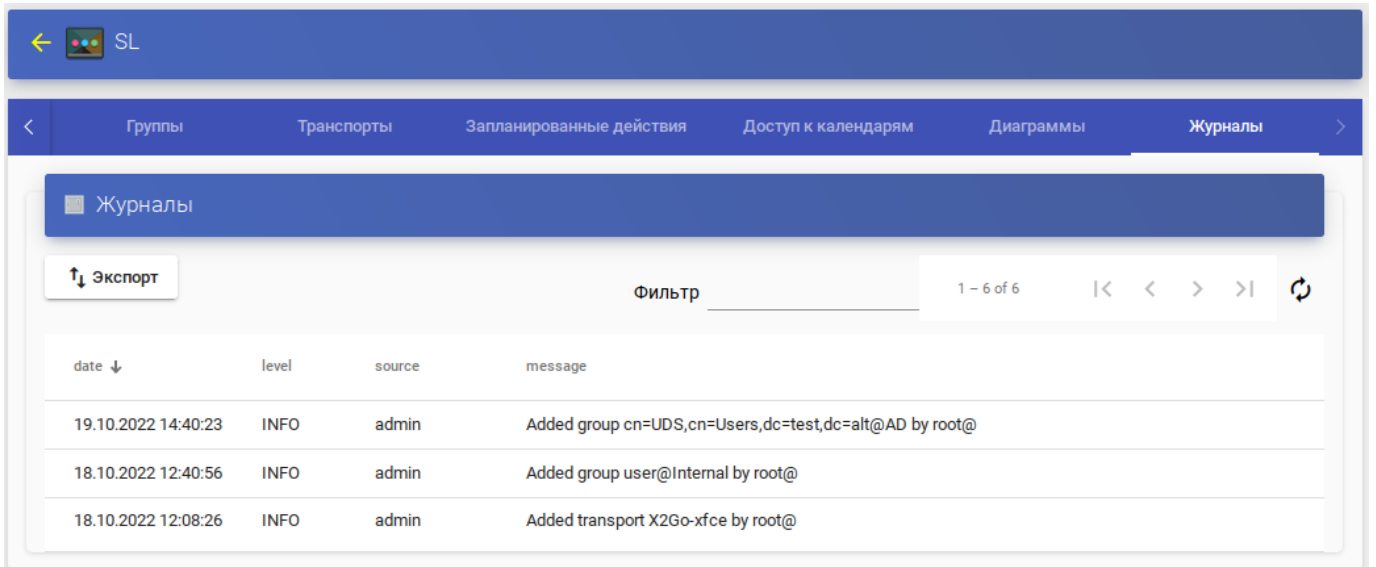 SL
Группы Транспорты Запланированные действия Доступ к календарям Диаграммы Журналы
Журналы
Экспорт
Фильтр 1 – 6 of 6
date level source message
19.10.2022 14:40:23 INFO admin Added group cn=UDS,cn=Users,dc=test,dc=alt@AD by root@
18.10.2022 12:40:56 INFO admin Added group user@Internal by root@
18.10.2022 12:08:26 INFO admin Added transport X2Go-xfce by root@